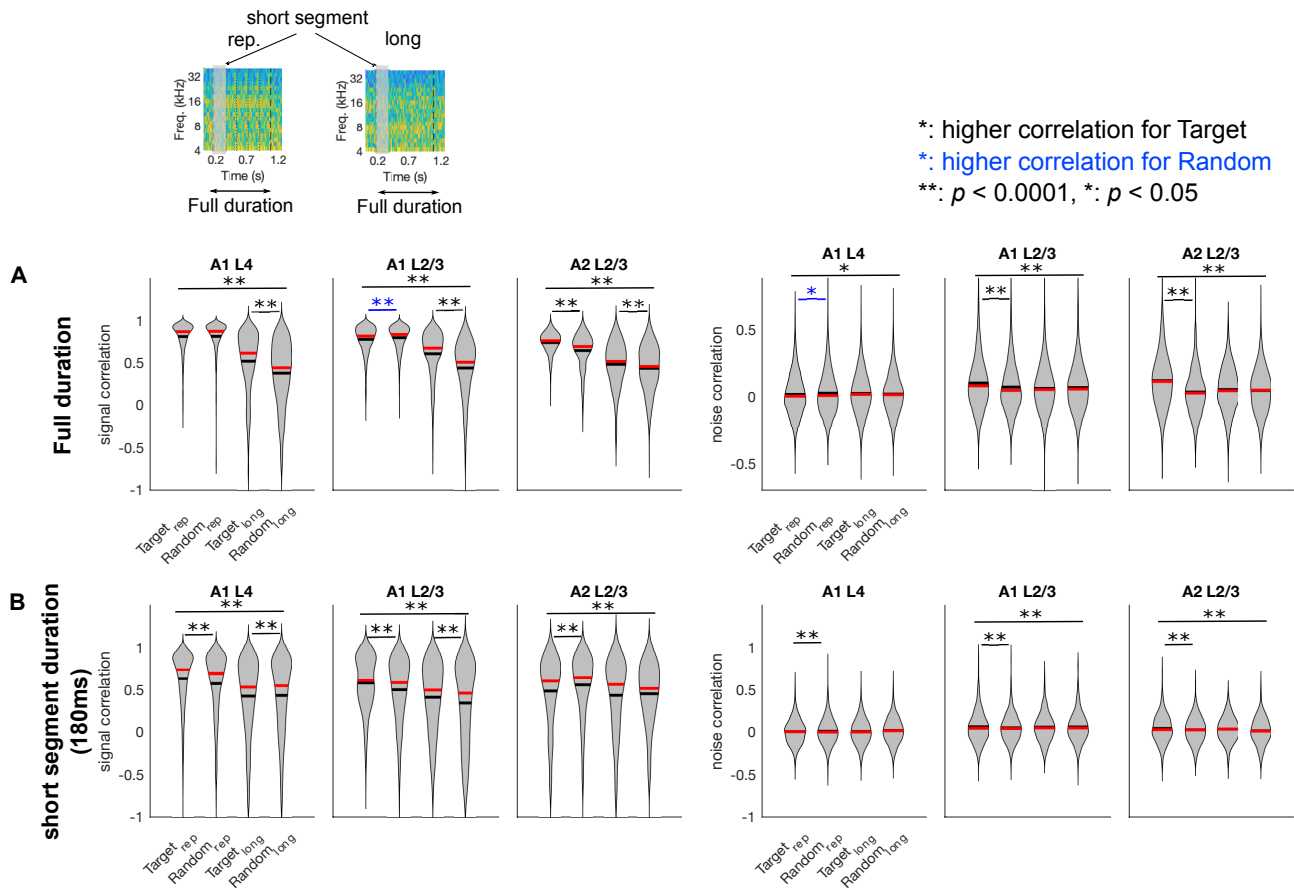 short segment
rep.
long
Freq. (kHz)
32
16
8
4
0.2 0.7 1.2
Time (s)
Full duration
Freq. (kHz)
32
16
8
4
0.2 0.7 1.2
Time (s)
Full duration
*: higher correlation for Target
*: higher correlation for Random
**: p < 0.0001, *: p < 0.05
A
Full duration
signal correlation
1
0.5
0
-0.5
-1
A1 L4
**
**
A1 L2/3
**
**
**
A2 L2/3
**
**
**
Target rep
Random rep
Target long
Random long
noise correlation
0.5
0
-0.5
A1 L4
*
*
A1 L2/3
**
**
A2 L2/3
**
**
Target rep
Random rep
Target long
Random long
B
short segment duration
(180ms)
signal correlation
1
0.5
0
-0.5
-1
A1 L4
**
**
**
A1 L2/3
**
**
**
A2 L2/3
**
**
Target rep
Random rep
Target long
Random long
noise correlation
1
0.5
0
-0.5
-1
A1 L4
**
A1 L2/3
**
**
A2 L2/3
**
**
Target rep
Random rep
Target long
Random long